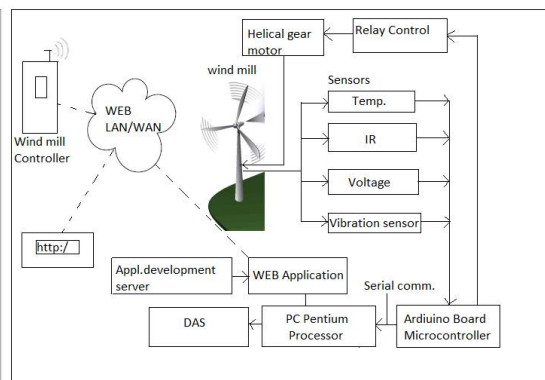 Helical gear
motor
Relay Control
wind mill
Sensors
Temp.
IR
Voltage
Vibration sensor
WEB
LAN/WAN
Wind mill
Controller
http:/
Appl.development
server
WEB Application
Serial comm.
DAS
PC Pentium
Processor
Ardiuino Board
Microcontroller